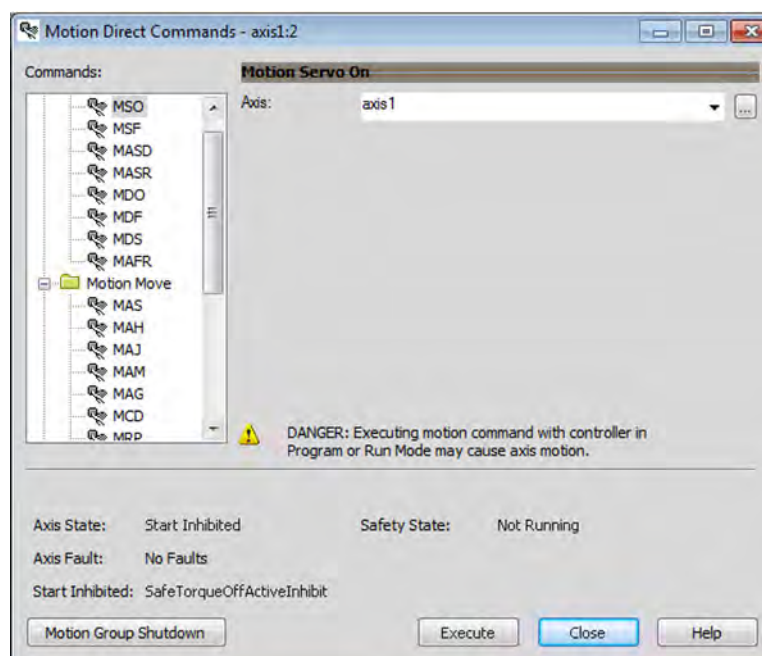 Motion Direct Commands - axis1:2
Commands:
MSO
MSF
MASD
MASR
MDO
MDF
MDS
MAFR
Motion Move
MAS
MAH
MAJ
MAM
MAG
MCD
MRP
Motion Servo On
Axis: axis1
...
DANGER: Executing motion command with controller in
Program or Run Mode may cause axis motion.
Axis State: Start Inhibited Safety State: Not Running
Axis Fault: No Faults
Start Inhibited: SafeTorqueOffActiveInhibit
Motion Group Shutdown Execute Close Help